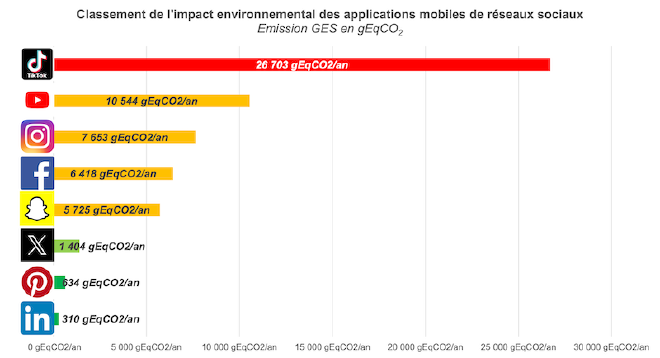 Classement de l'impact environnemental des applications mobiles de réseaux sociaux
Emission GES en gEqCO2
TikTok
26 703 gEqCO2/an
10 544 gEqCO2/an
7 653 gEqCO2/an
6 418 gEqCO2/an
5 725 gEqCO2/an
1 404 gEqCO2/an
634 gEqCO2/an
in
310 gEqCO2/an
0 gEqCO2/an 5 000 gEqCO2/an 10 000 gEqCO2/an 15 000 gEqCO2/an 20 000 gEqCO2/an 25 000 gEqCO2/an 30 000 gEqCO2/an